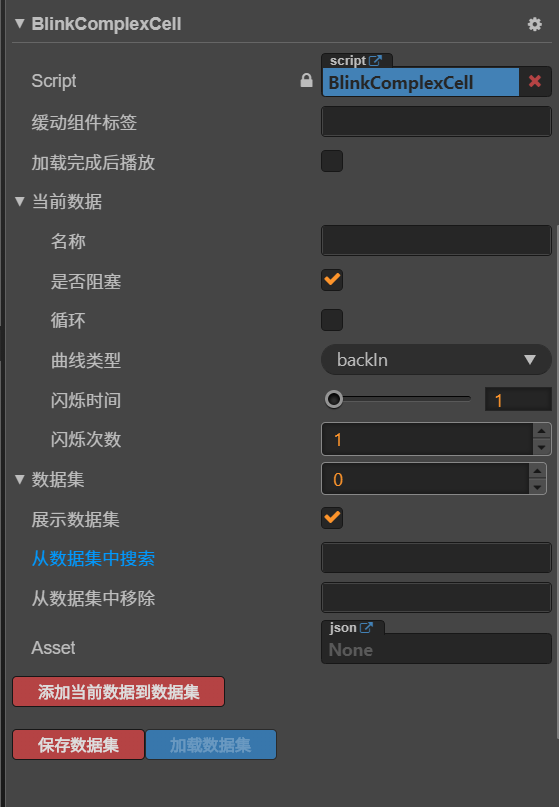 BlinkComplexCell
script
Script BlinkComplexCell
缓动组件标签
加载完成后播放
当前数据
名称
是否阻塞
循环
曲线类型 backIn
闪烁时间 1
闪烁次数 1
数据集 0
展示数据集
从数据集中搜索
从数据集中移除
json
Asset None
添加当前数据到数据集
保存数据集 加载数据集